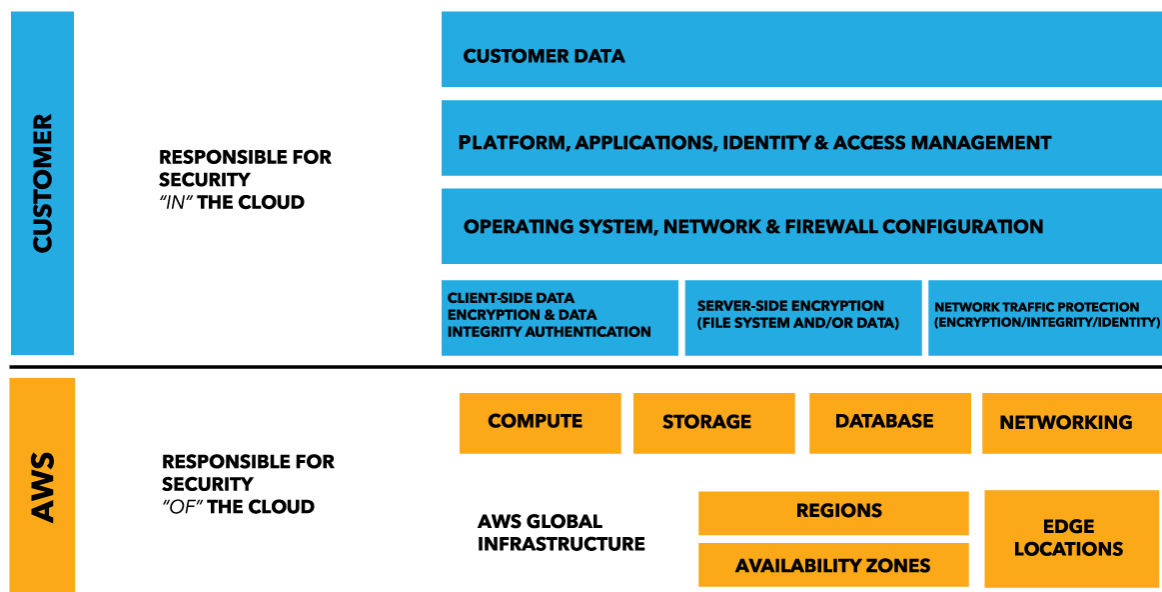 CUSTOMER
RESPONSIBLE FOR
SECURITY
“IN” THE CLOUD
CUSTOMER DATA
PLATFORM, APPLICATIONS, IDENTITY & ACCESS MANAGEMENT
OPERATING SYSTEM, NETWORK & FIREWALL CONFIGURATION
CLIENT-SIDE DATA
ENCRYPTION & DATA
INTEGRITY AUTHENTICATION
SERVER-SIDE ENCRYPTION
(FILE SYSTEM AND/OR DATA)
NETWORK TRAFFIC PROTECTION
(ENCRYPTION/INTEGRITY/IDENTITY)
AWS
RESPONSIBLE FOR
SECURITY
“OF” THE CLOUD
COMPUTE
STORAGE
DATABASE
NETWORKING
AWS GLOBAL
INFRASTRUCTURE
REGIONS
AVAILABILITY ZONES
EDGE
LOCATIONS